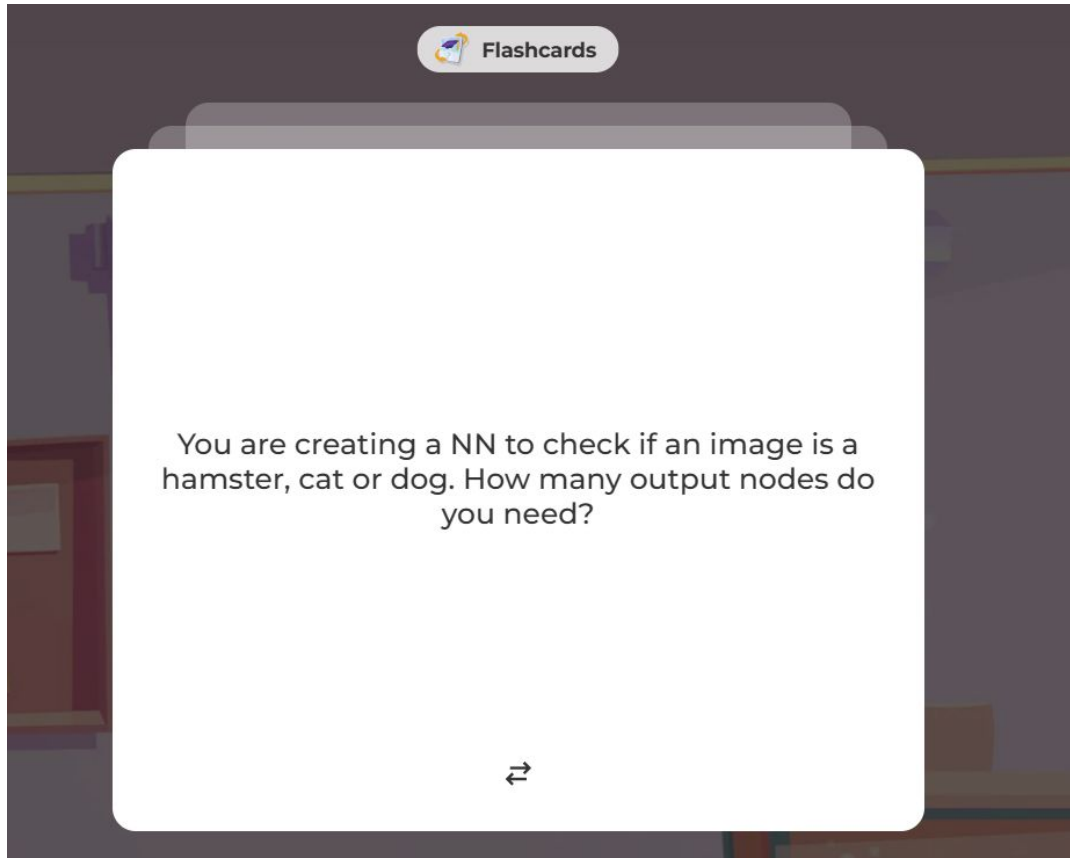 Flashcards
You are creating a NN to check if an image is a
hamster, cat or dog. How many output nodes do
you need?